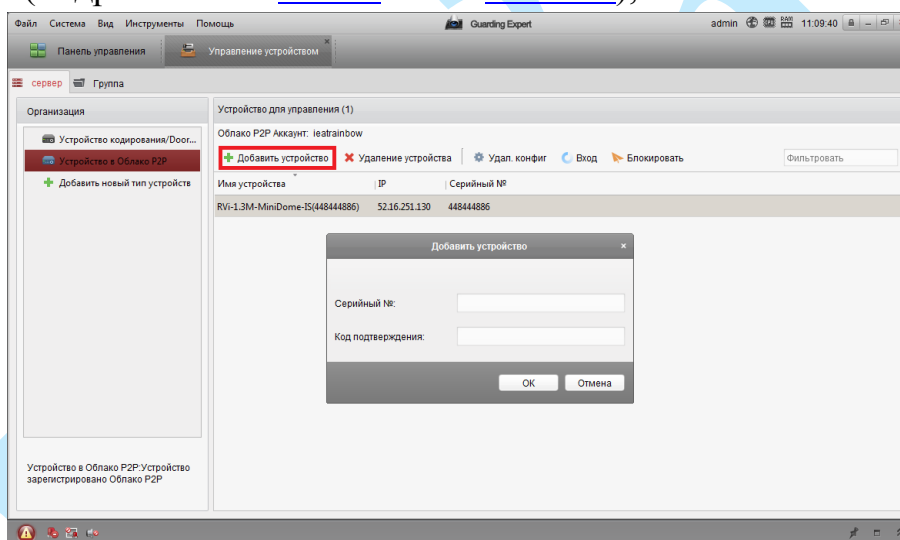 Файл Система Вид Инструменты Помощь Guarding Expert admin 11:09:40
Панель управления Управление устройством
сервер Группа
Организация
Устройство кодирования/Door...
Устройство в Облако P2P
Добавить новый тип устройств
Устройство в Облако P2P:Устройство
зарегистрировано Облако P2P
Устройство для управления (1)
Облако P2P Аккаунт: ieatrainbow
Добавить устройство Удаление устройства Удал. конфиг Вход Блокировать Фильтровать
Имя устройства IP Серийный №
RVi-1.3M-MiniDome-IS(448444886) 52.16.251.130 448444886
Добавить устройство ×
Серийный №:
Код подтверждения:
OK Отмена